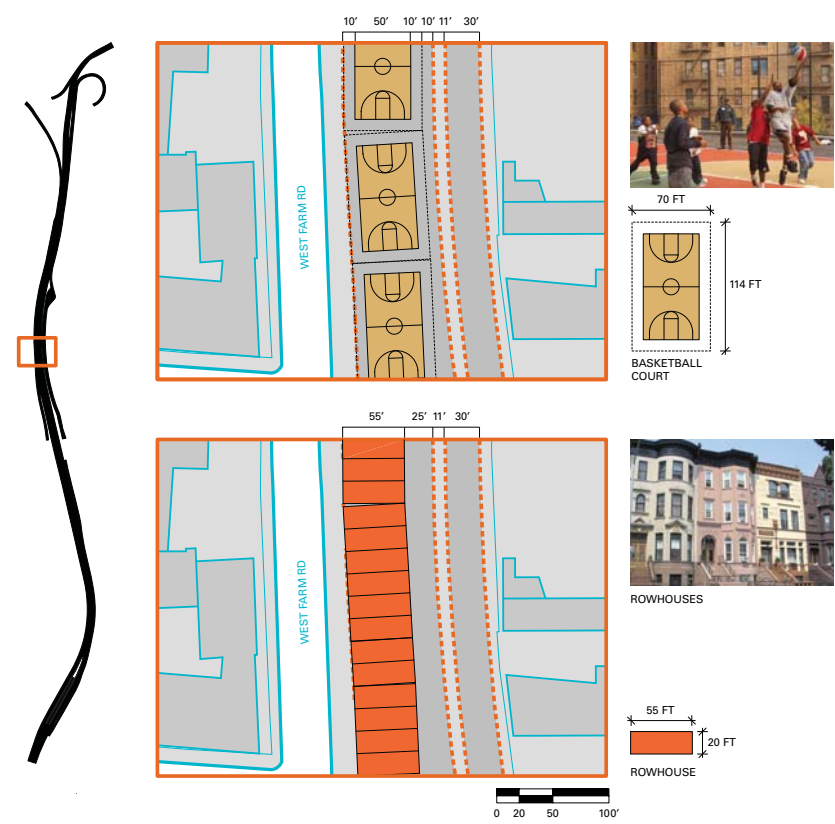 10' 50' 10' 10' 11' 30'
WEST FARM RD
70 FT
114 FT
BASKETBALL
COURT
55' 25' 11' 30'
WEST FARM RD
ROWHOUSES
55 FT
20 FT
ROWHOUSE
0 20 50 100'